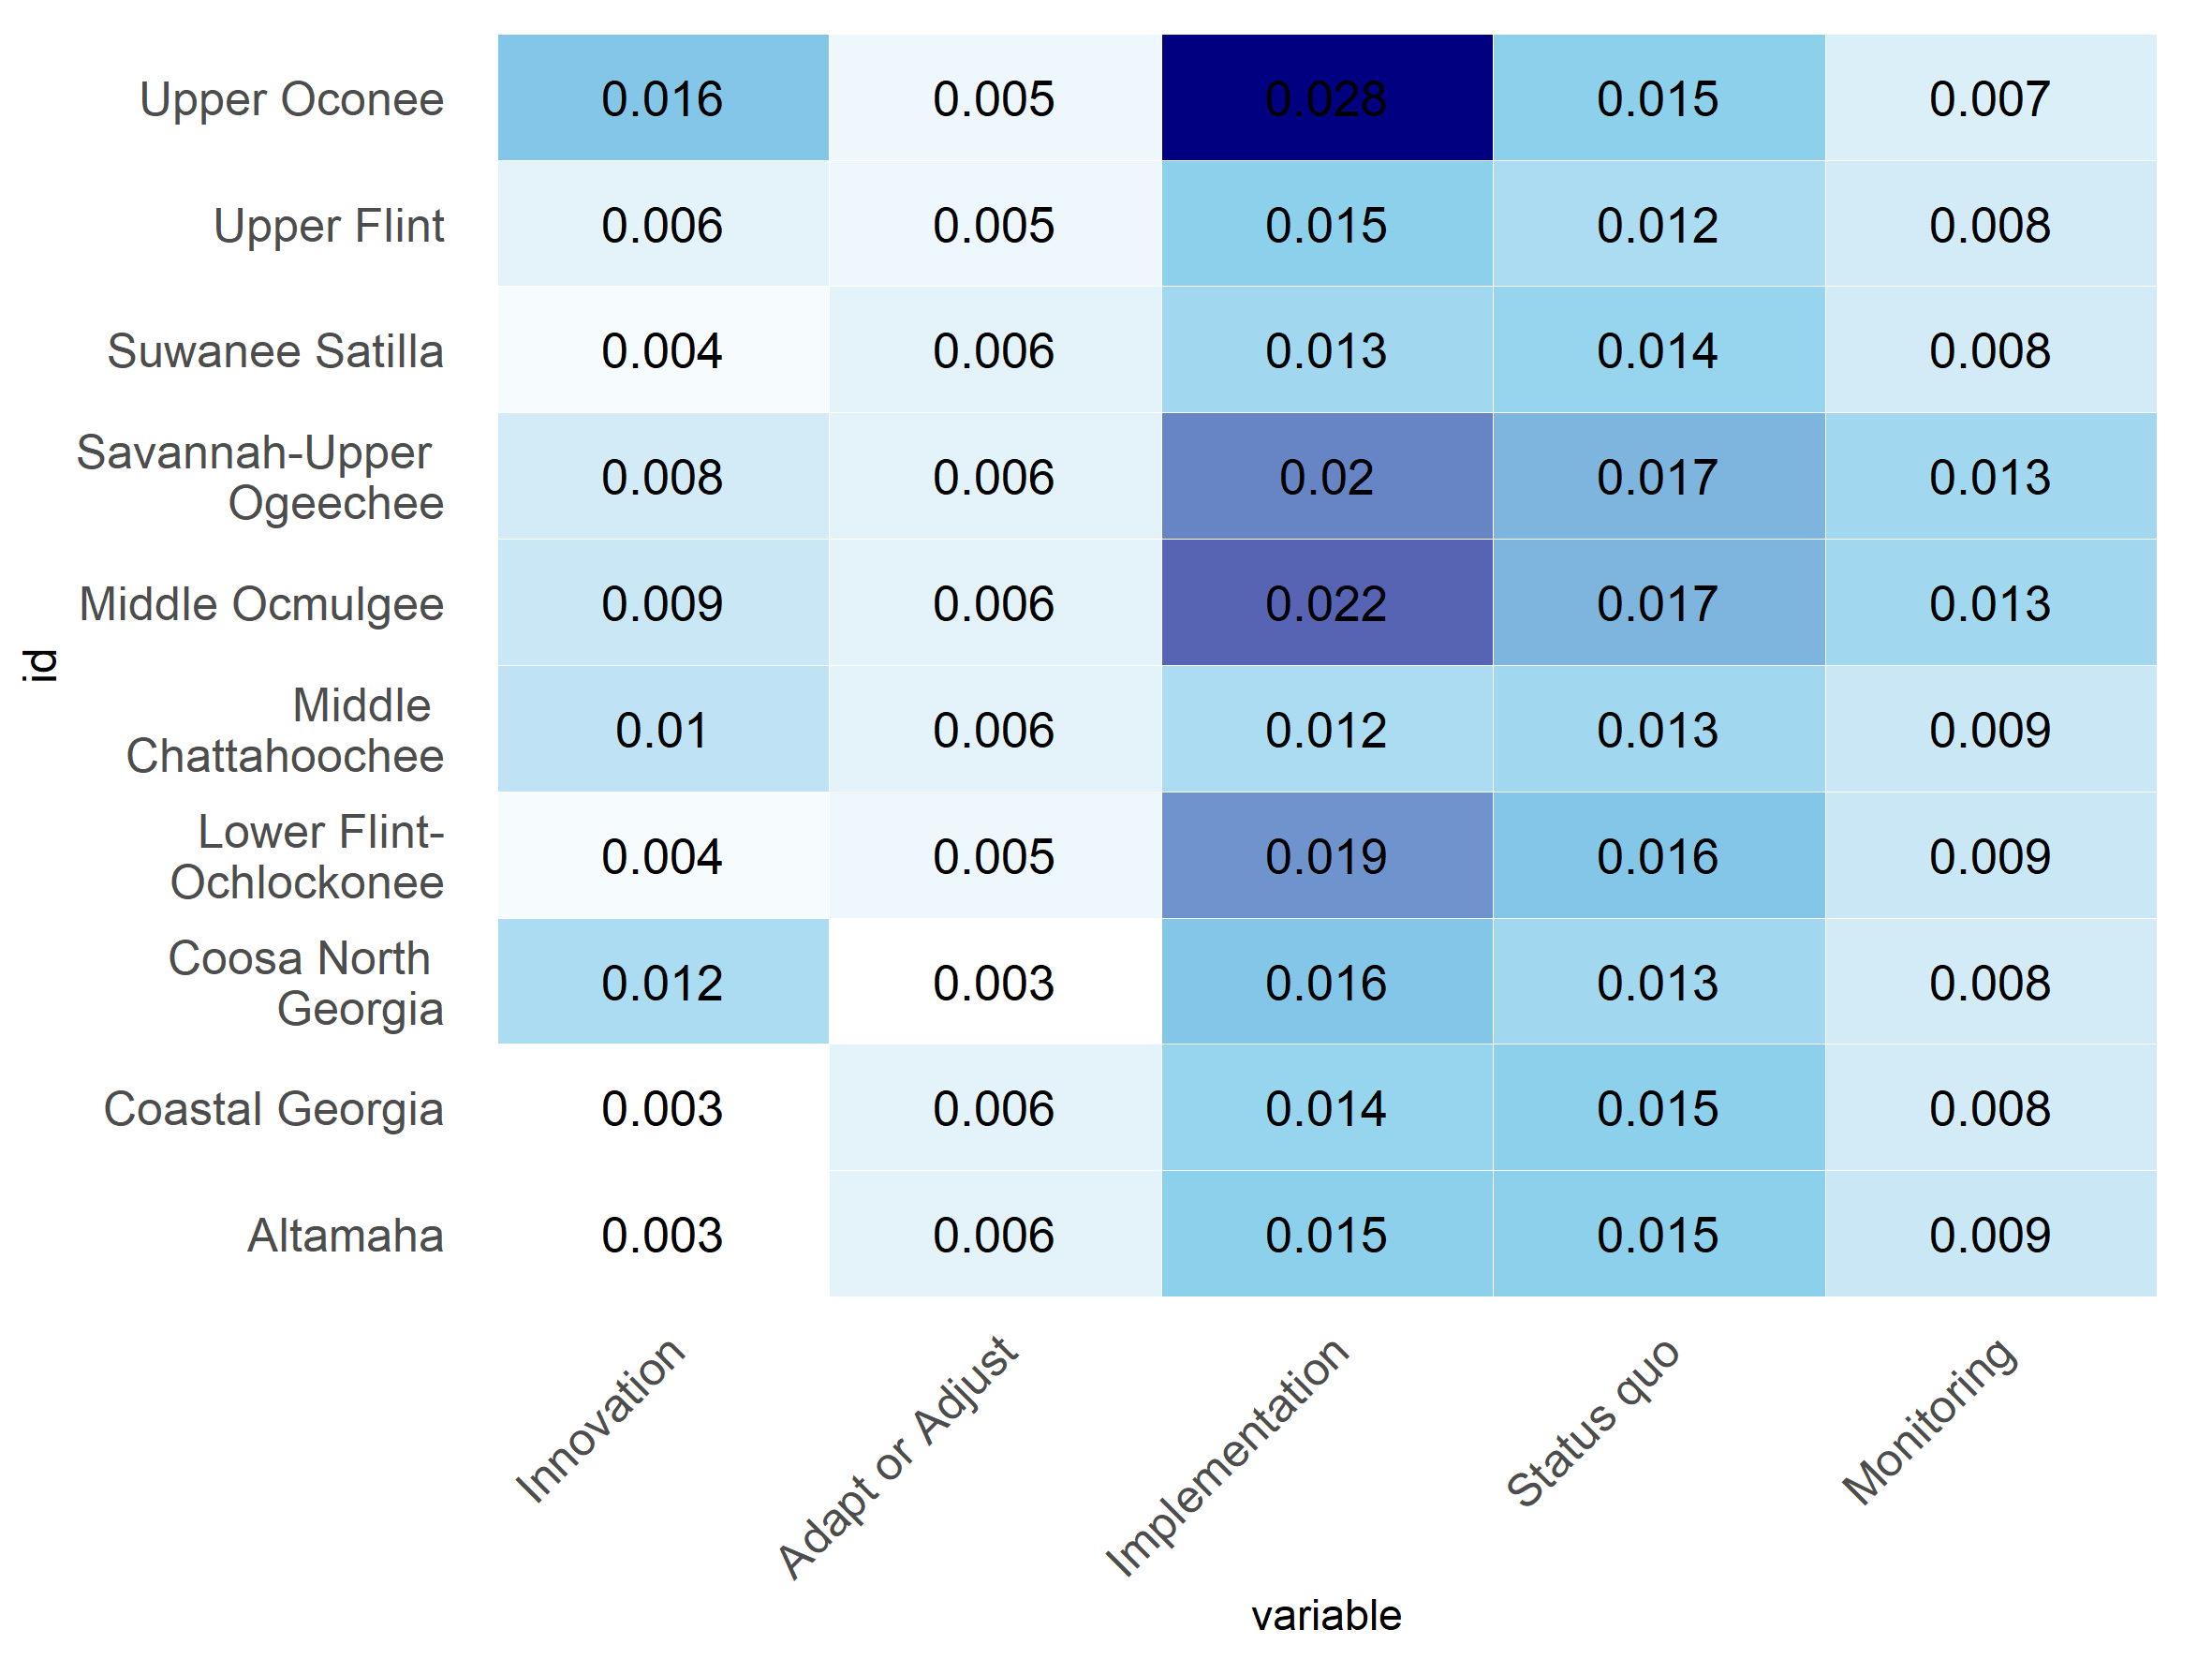 Upper Oconee 0.016 0.005 0.028 0.015 0.007
Upper Flint 0.006 0.005 0.015 0.012 0.008
Suwanee Satilla 0.004 0.006 0.013 0.014 0.008
Savannah-Upper
Ogeechee 0.008 0.006 0.02 0.017 0.013
Middle Ocmulgee 0.009 0.006 0.022 0.017 0.013
id
Middle
Chattahoochee 0.01 0.006 0.012 0.013 0.009
Lower Flint-
Ochlockonee 0.004 0.005 0.019 0.016 0.009
Coosa North
Georgia 0.012 0.003 0.016 0.013 0.008
Coastal Georgia 0.003 0.006 0.014 0.015 0.008
Altamaha 0.003 0.006 0.015 0.015 0.009
Innovation
Adapt or Adjust
Implementation
Status quo
Monitoring
variable